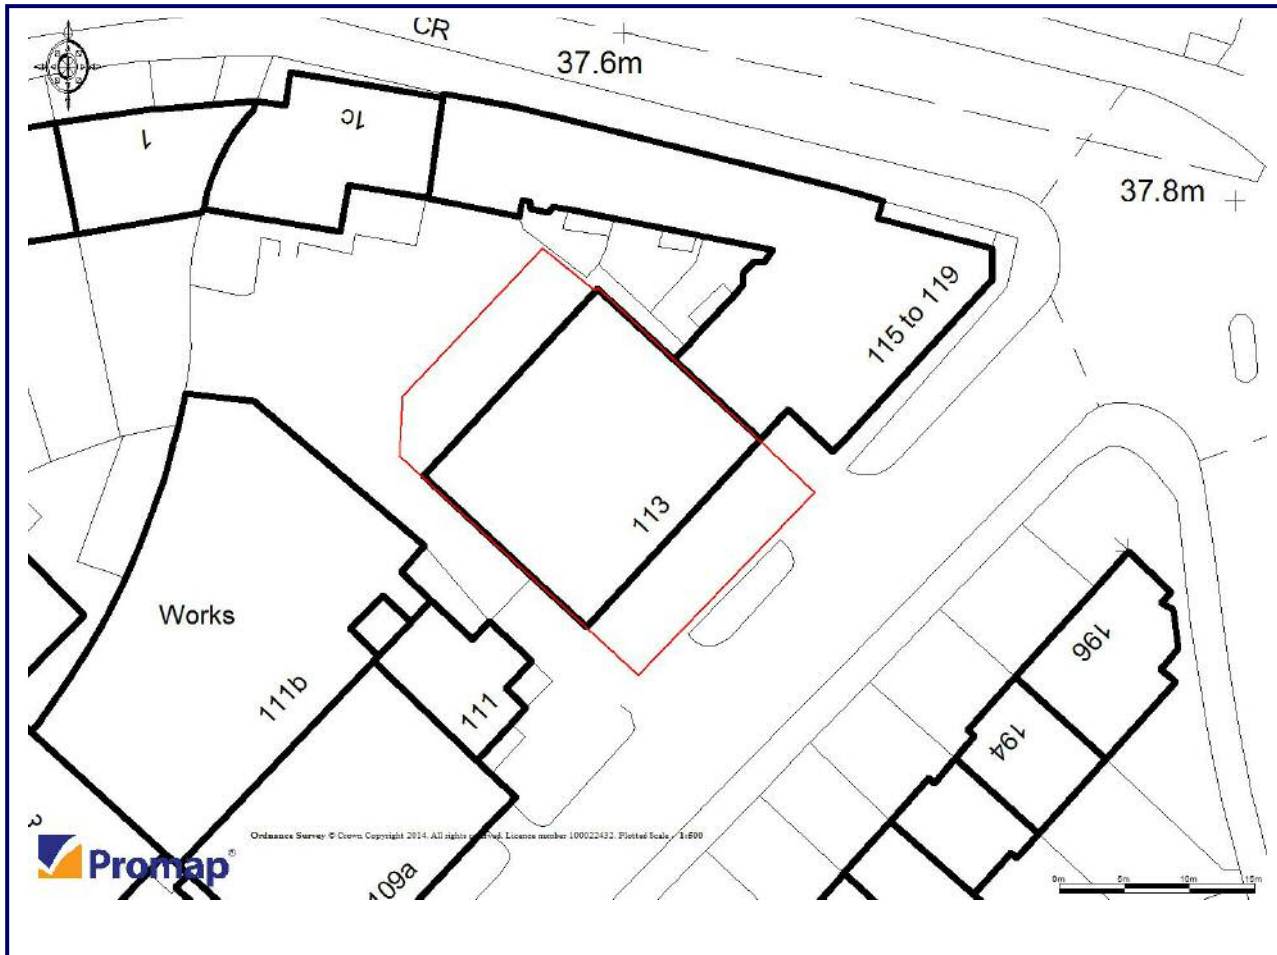 CR
37.6m
1c
1
37.8m
115 to 119
113
Works
111b
111
196
194
Ordnance Survey © Crown Copyright 2014. All rights reserved. Licence number 100022432. Plotted Scale - 1:500
Promap®
109a
0m 5m 10m 15m